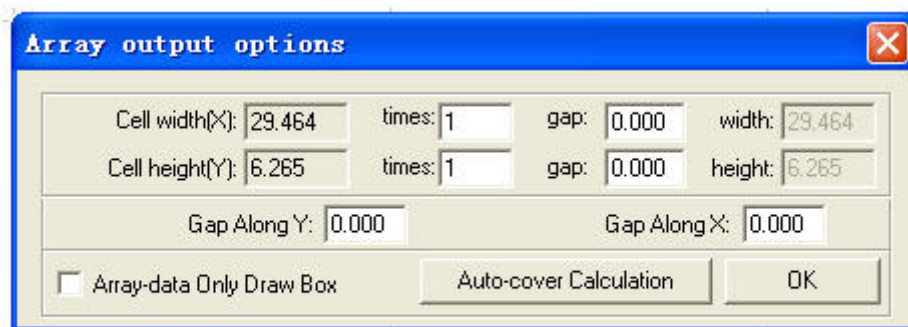 Array output options
Cell width(X): 29.464 times: 1 gap: 0.000 width: 29.464
Cell height(Y): 6.265 times: 1 gap: 0.000 height: 6.265
Gap Along Y: 0.000 Gap Along X: 0.000
Array-data Only Draw Box Auto-cover Calculation OK